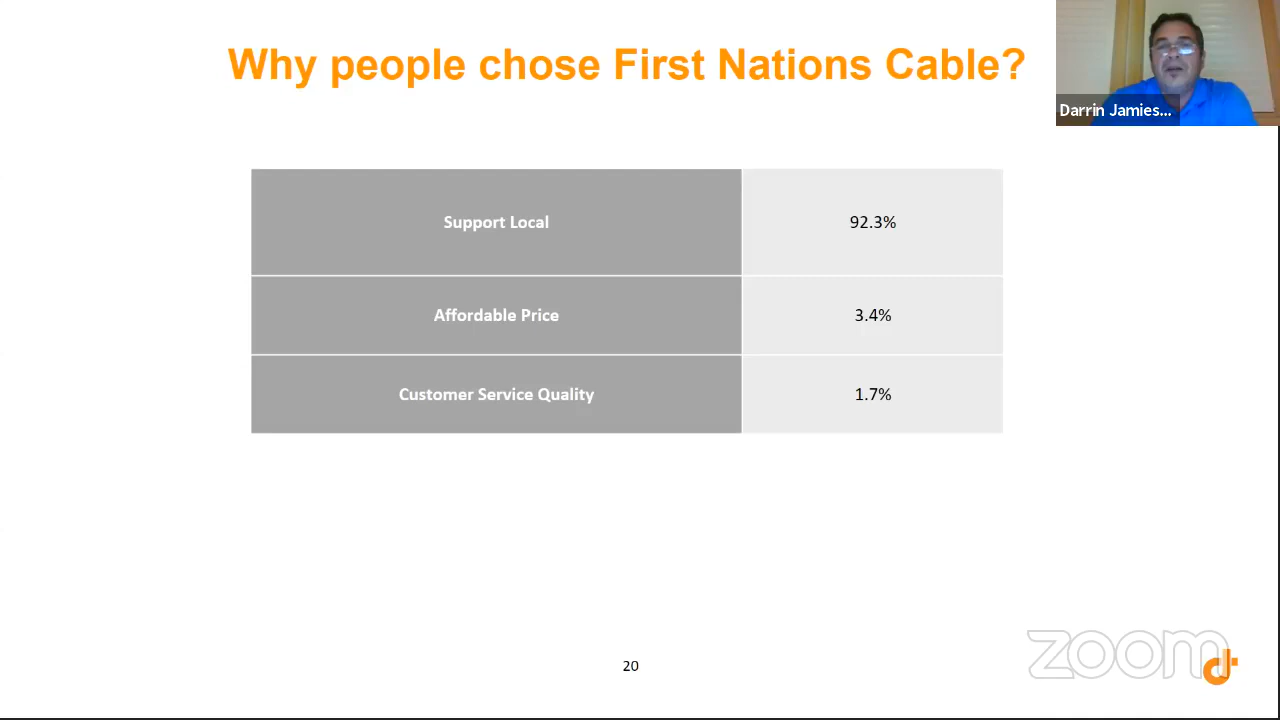 Why people chose First Nations Cable?
Darrin Jamies...
Support Local
92.3%
Affordable Price
3.4%
Customer Service Quality
1.7%
20
zoom